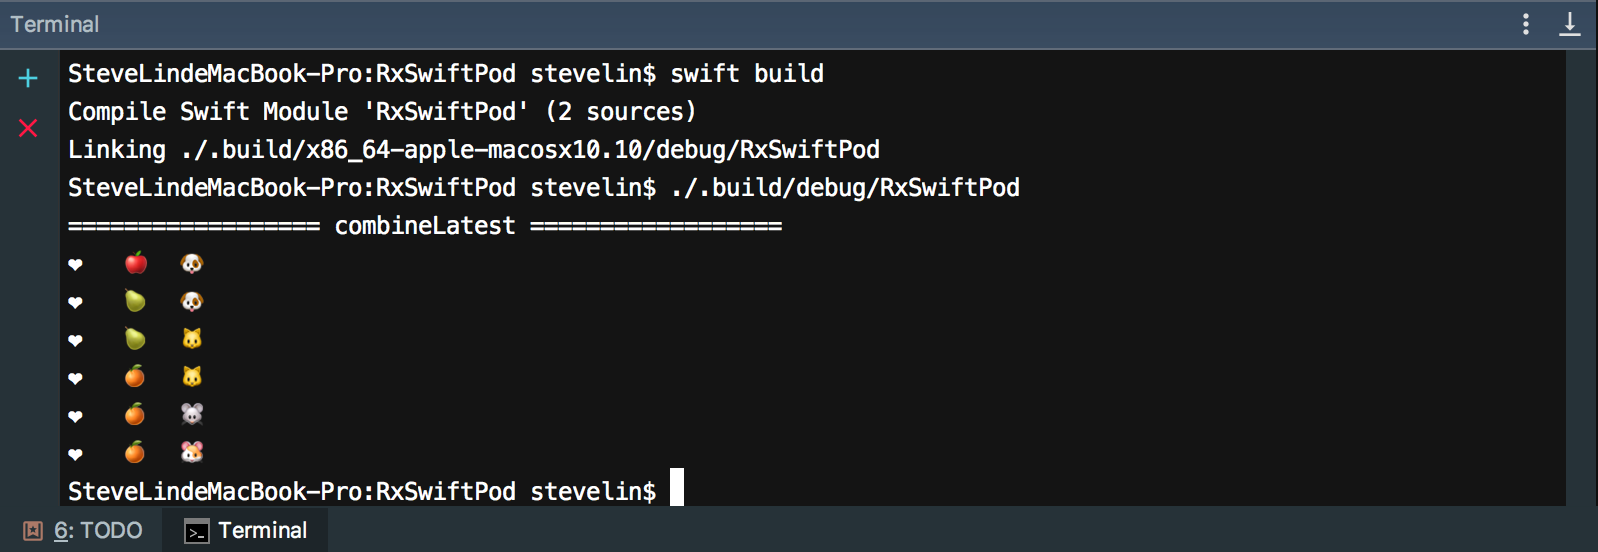 Terminal
SteveLindeMacBook-Pro:RxSwiftPod stevelin$ swift build
Compile Swift Module 'RxSwiftPod' (2 sources)
Linking ./.build/x86_64-apple-macosx10.10/debug/RxSwiftPod
SteveLindeMacBook-Pro:RxSwiftPod stevelin$ ./.build/debug/RxSwiftPod
================== combineLatest ==================
❤ 🍎 🐶
❤ 🍐 🐶
❤ 🍐 🐱
❤ 🍊 🐱
❤ 🍊 🐭
❤ 🍊 🐹
SteveLindeMacBook-Pro:RxSwiftPod stevelin$
6: TODO Terminal